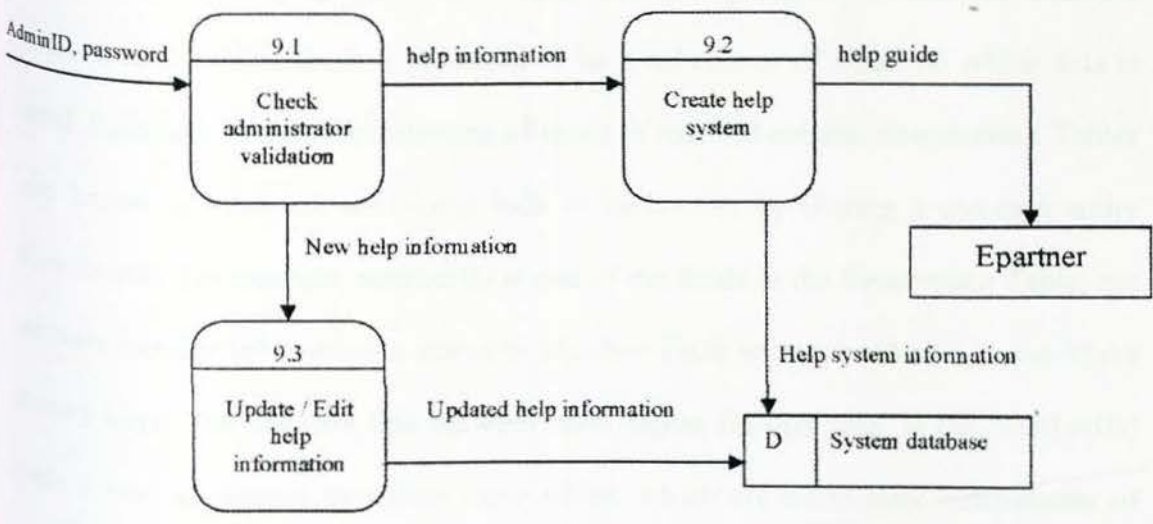 AdminID, password
9.1
Check
administrator
validation
help information
9.2
Create help
system
help guide
New help information
Epartner
9.3
Update / Edit
help
information
Updated help information
Help system information
D
System database